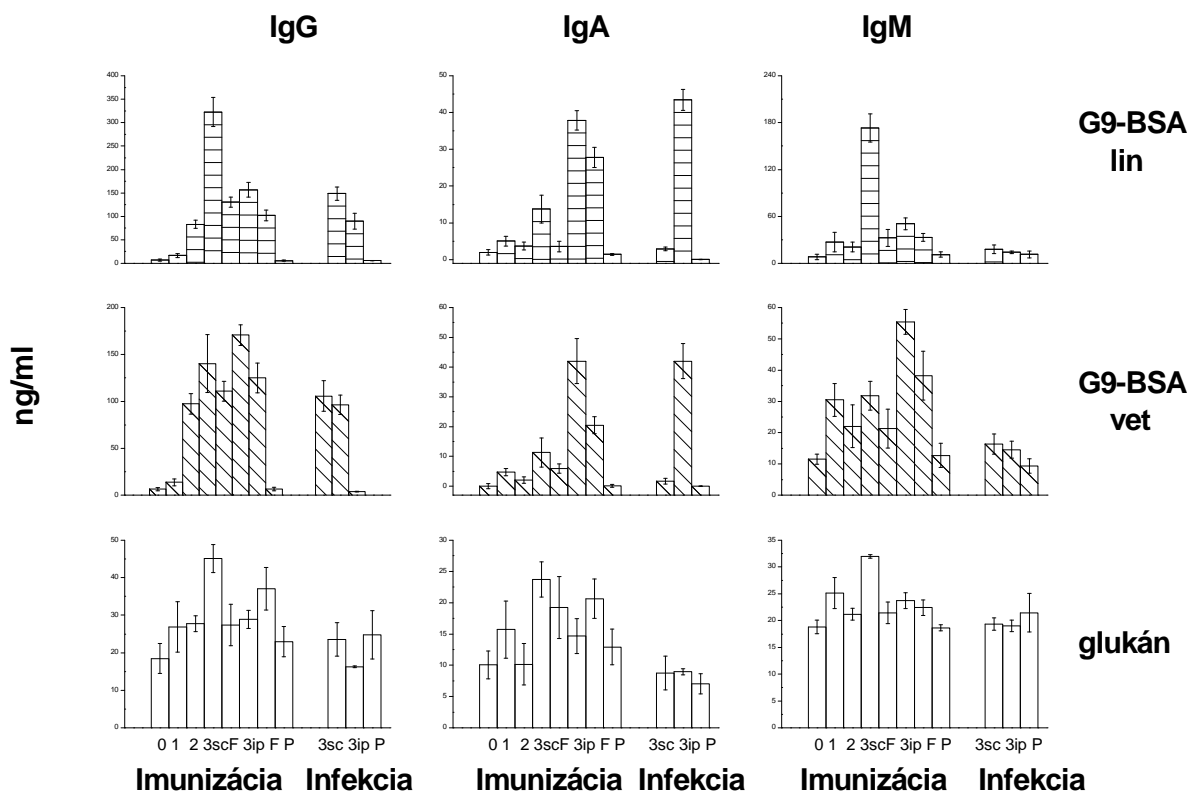 IgG IgA IgM
400 350 300 250 200 150 100 50 0
50 40 30 20 10 0
240 180 120 60 0
G9-BSA
lin
200 150 100 50 0
60 50 40 30 20 10 0
60 50 40 30 20 10 0
G9-BSA
vet
ng/ml
50 40 30 20 10 0
30 25 20 15 10 5 0
35 30 25 20 15 10 5 0
glukán
0 1 2 3scF 3ip F P 3sc 3ip P 0 1 2 3scF 3ip F P 3sc 3ip P 0 1 2 3scF 3ip F P 3sc 3ip P
Imunizácia Infekcia Imunizácia Infekcia Imunizácia Infekcia